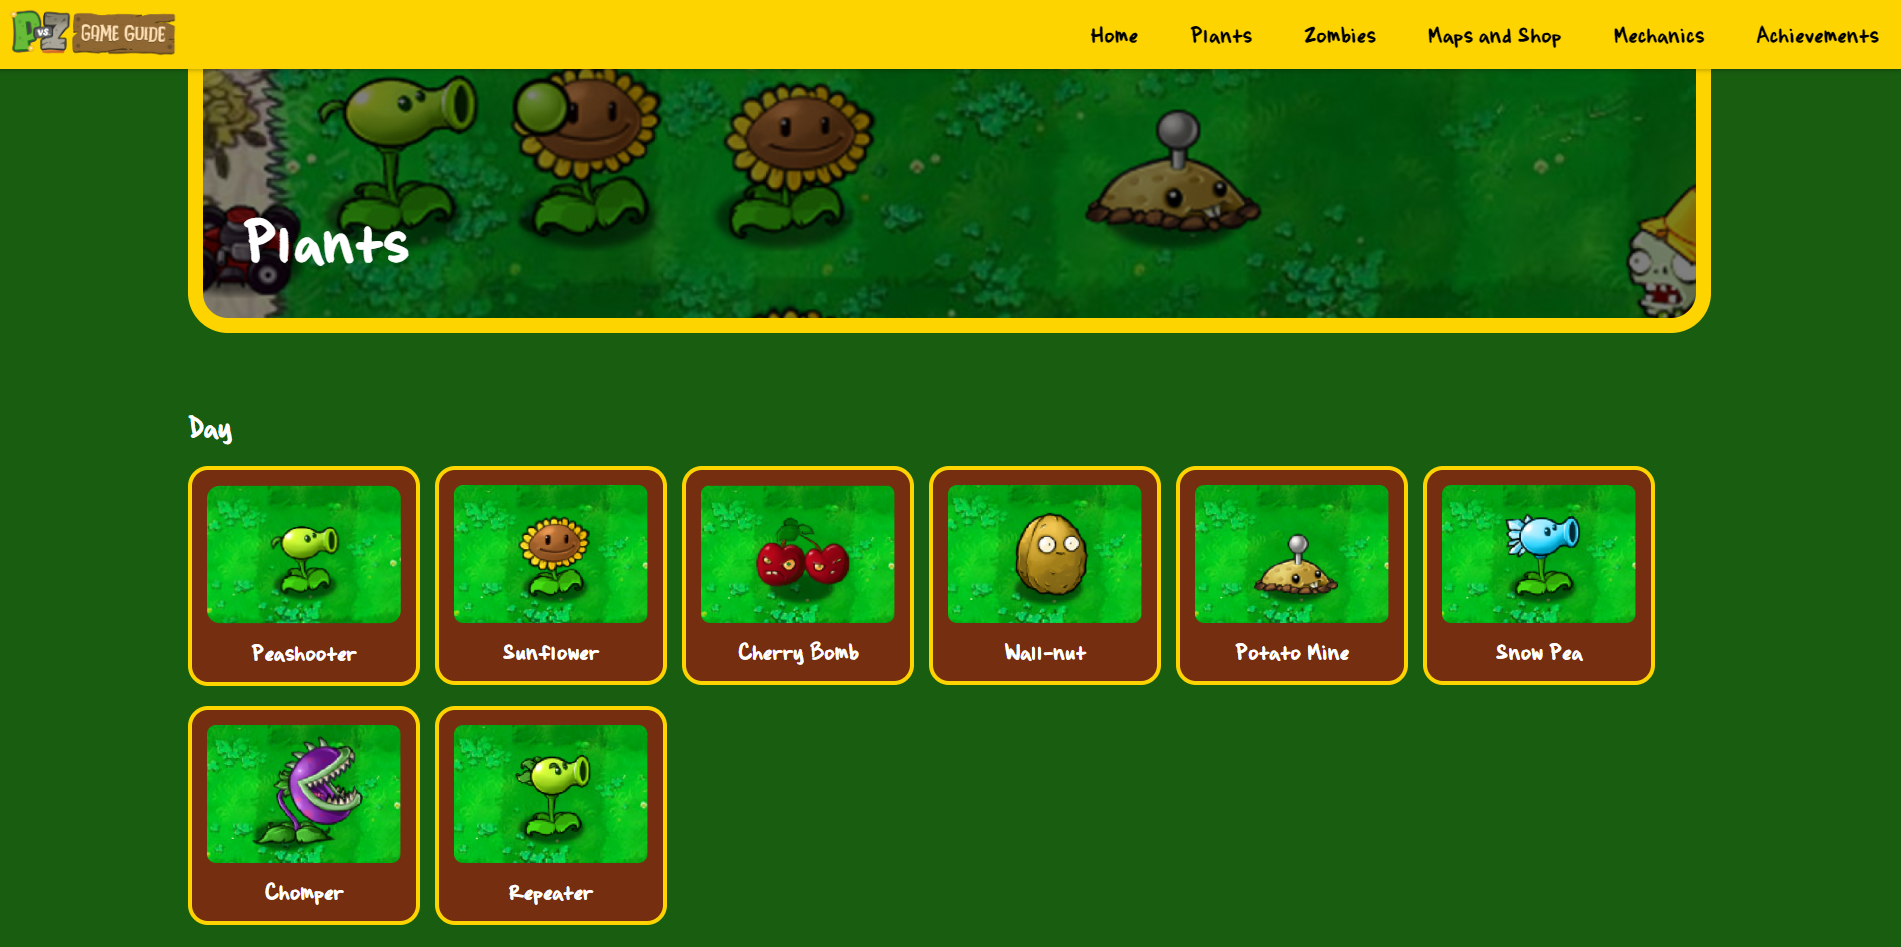 PvsZ GAME GUIDE
Home Plants Zombies Maps and Shop Mechanics Achievements
Plants
Day
Peashooter Sunflower Cherry Bomb Wall-nut Potato Mine Snow Pea
Chomper Repeater